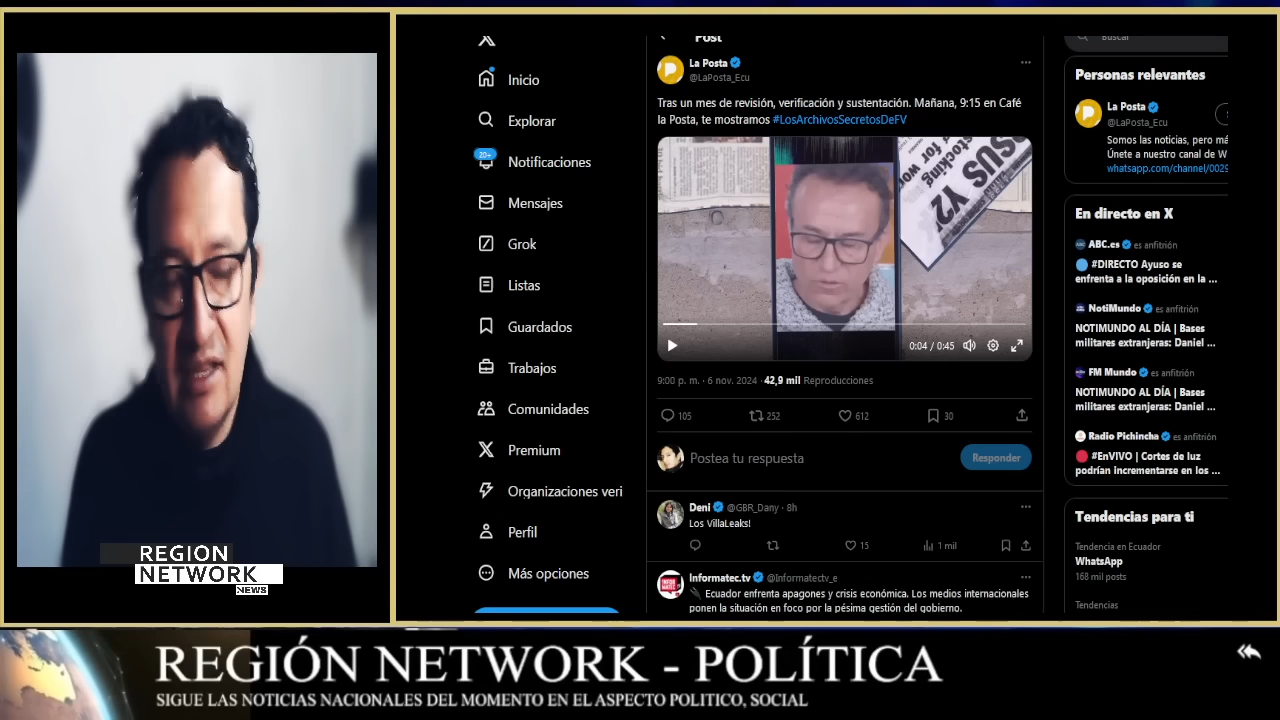 REGION
NETWORK
NEWS
Inicio
Explorar
20+
Notificaciones
Mensajes
Grok
Listas
Guardados
Trabajos
Comunidades
Premium
Organizaciones veri
Perfil
Más opciones
Post
La Posta
@LaPosta_Ecu
Tras un mes de revisión, verificación y sustentación. Mañana, 9:15 en Café
la Posta, te mostramos #LosArchivosSecretosDeFV
stocking
for
SUS Y2
0:04 / 0:45
9:00 p. m. · 6 nov. 2024 · 42,9 mil Reproducciones
105 252 612 30
Postea tu respuesta
Responder
Deni @GBR_Dany · 8h
Los VillaLeaks!
15 1 mil
Informatec.tv @Informatectv_e
Ecuador enfrenta apagones y crisis económica. Los medios internacionales
ponen la situación en foco por la pésima gestión del gobierno.
Buscar
Personas relevantes
La Posta
@LaPosta_Ecu
Somos las noticias, pero má
Únete a nuestro canal de W
whatsapp.com/channel/0029
En directo en X
ABC.es es anfitrión
#DIRECTO Ayuso se
enfrenta a la oposición en la ...
NotiMundo es anfitrión
NOTIMUNDO AL DÍA | Bases
militares extranjeras: Daniel ...
FM Mundo es anfitrión
NOTIMUNDO AL DÍA | Bases
militares extranjeras: Daniel ...
Radio Pichincha es anfitrión
#EnVIVO | Cortes de luz
podrían incrementarse en los ...
Tendencias para ti
Tendencia en Ecuador
WhatsApp
168 mil posts
Tendencias
REGIÓN NETWORK - POLÍTICA
SIGUE LAS NOTICIAS NACIONALES DEL MOMENTO EN EL ASPECTO POLITICO, SOCIAL